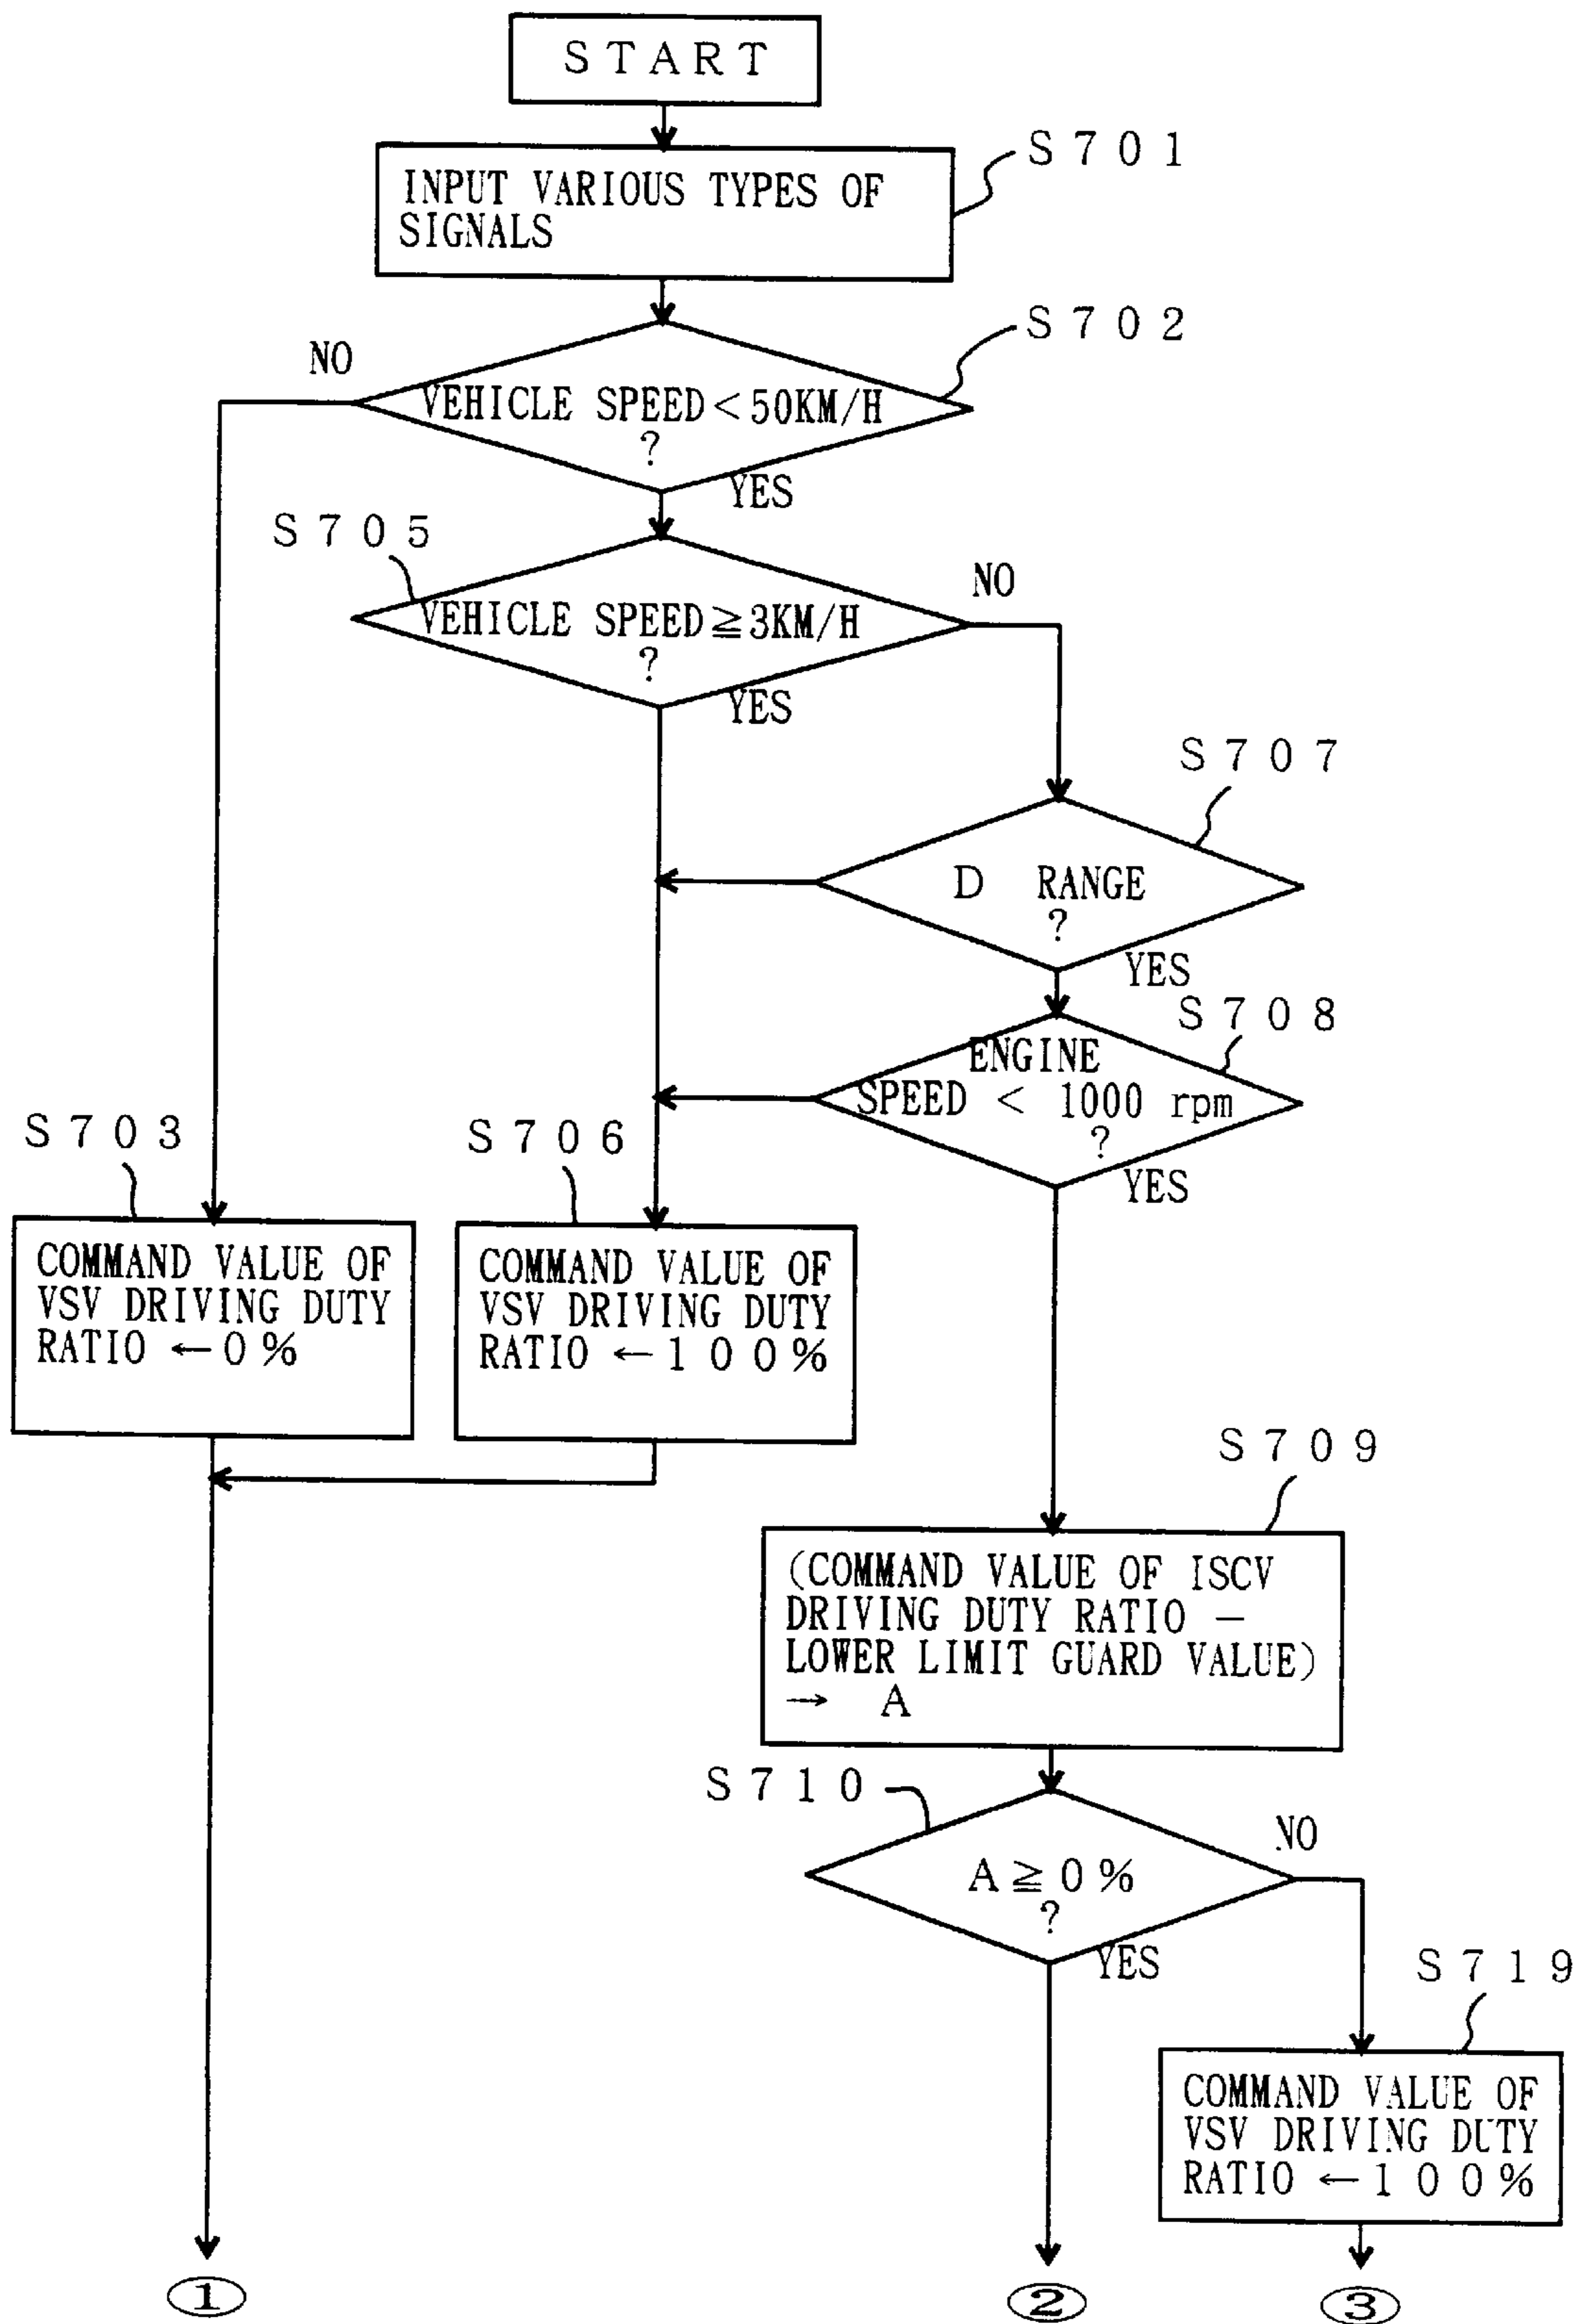 START
INPUT VARIOUS TYPES OF
SIGNALS
S701
S702
NO
VEHICLE SPEED<50KM/H
?
YES
S705
NO
VEHICLE SPEED≧3KM/H
?
YES
S707
D RANGE
?
YES
S708
ENGINE
SPEED < 1000 rpm
?
YES
S703
S706
COMMAND VALUE OF
VSV DRIVING DUTY
RATIO ←0%
COMMAND VALUE OF
VSV DRIVING DUTY
RATIO ←100%
S709
(COMMAND VALUE OF ISCV
DRIVING DUTY RATIO −
LOWER LIMIT GUARD VALUE)
→ A
S710
NO
A≧0%
?
YES
S719
COMMAND VALUE OF
VSV DRIVING DUTY
RATIO ←100%
①
②
③